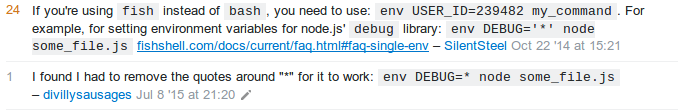 24 If you're using fish instead of bash, you need to use: env USER_ID=239482 my_command. For
example, for setting environment variables for node.js' debug library: env DEBUG='*' node
some_file.js fishshell.com/docs/current/faq.html#faq-single-env – SilentSteel Oct 22 '14 at 15:21
1 I found I had to remove the quotes around "*" for it to work: env DEBUG=* node some_file.js
– divillysausages Jul 8 '15 at 21:20